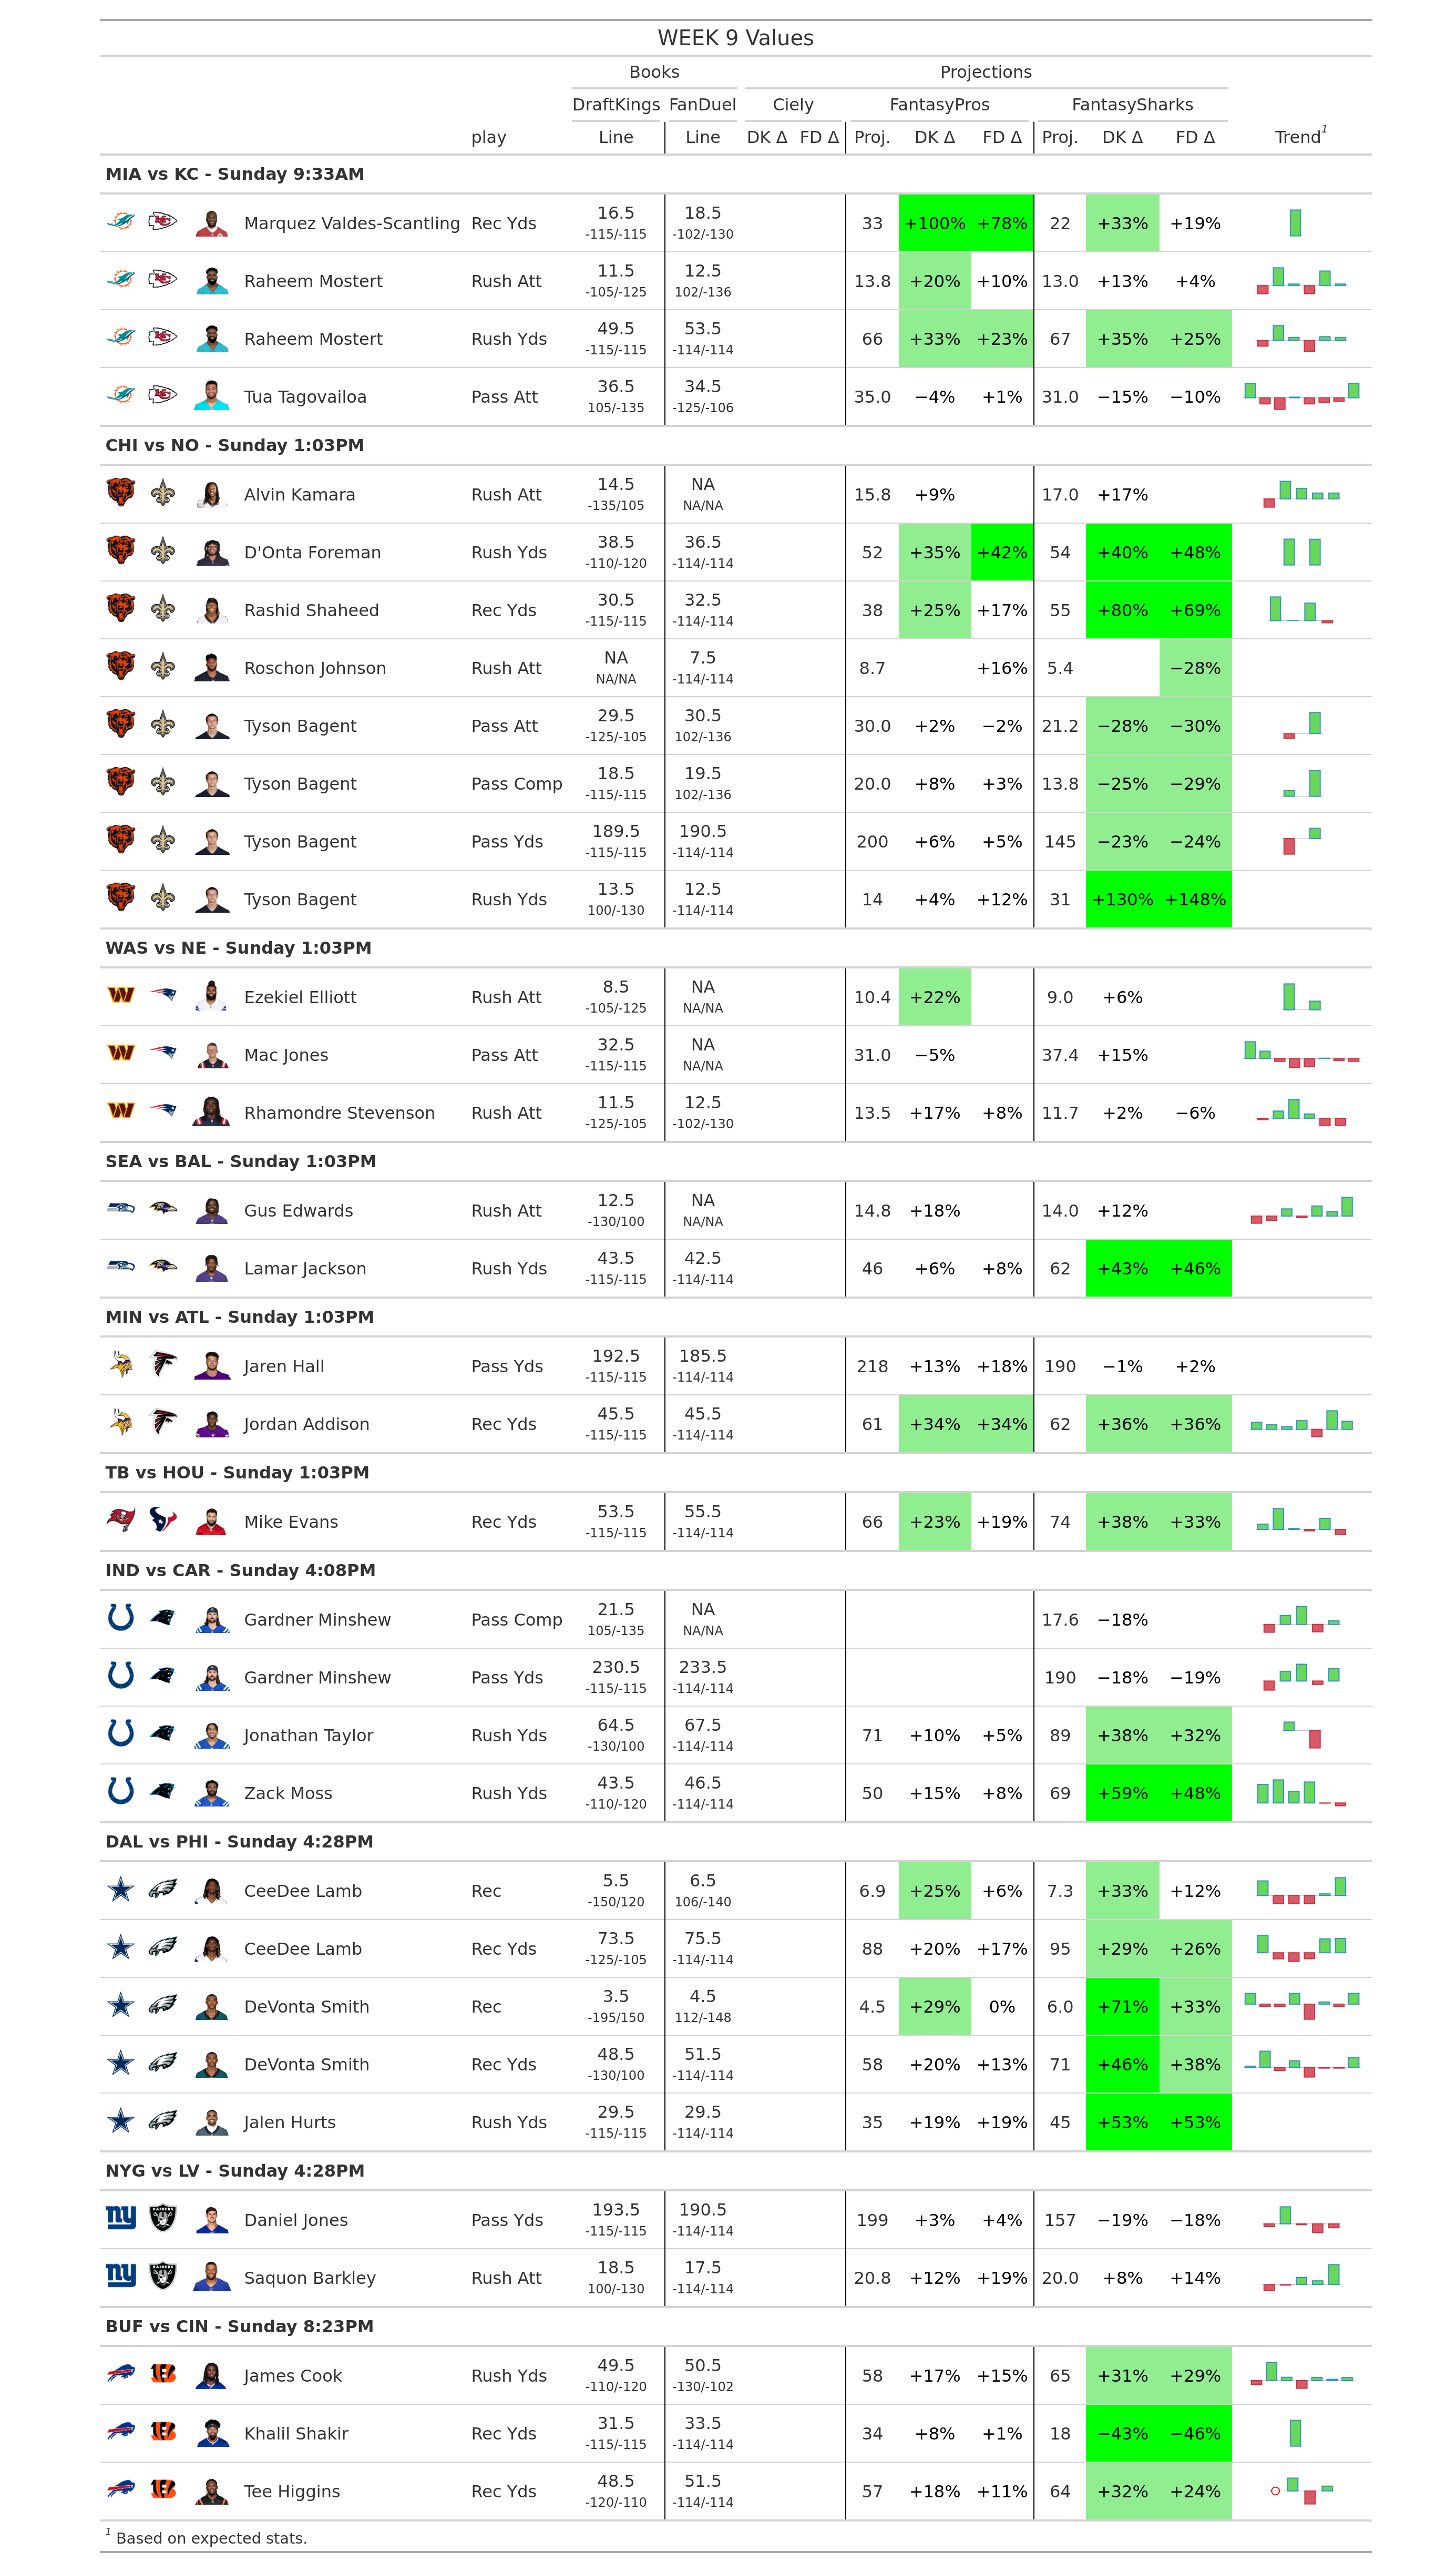 WEEK 9 Values
Books Projections
DraftKings FanDuel Ciely FantasyPros FantasySharks
play Line Line DK Δ FD Δ Proj. DK Δ FD Δ Proj. DK Δ FD Δ Trend1
MIA vs KC - Sunday 9:33AM
Marquez Valdes-Scantling Rec Yds 16.5 18.5 33 +100% +78% 22 +33% +19%
-115/-115 -102/-130
Raheem Mostert Rush Att 11.5 12.5 13.8 +20% +10% 13.0 +13% +4%
-105/-125 102/-136
Raheem Mostert Rush Yds 49.5 53.5 66 +33% +23% 67 +35% +25%
-115/-115 -114/-114
Tua Tagovailoa Pass Att 36.5 34.5 35.0 −4% +1% 31.0 −15% −10%
105/-135 -125/-106
CHI vs NO - Sunday 1:03PM
Alvin Kamara Rush Att 14.5 NA 15.8 +9% 17.0 +17%
-135/105 NA/NA
D'Onta Foreman Rush Yds 38.5 36.5 52 +35% +42% 54 +40% +48%
-110/-120 -114/-114
Rashid Shaheed Rec Yds 30.5 32.5 38 +25% +17% 55 +80% +69%
-115/-115 -114/-114
Roschon Johnson Rush Att NA 7.5 8.7 +16% 5.4 −28%
NA/NA -114/-114
Tyson Bagent Pass Att 29.5 30.5 30.0 +2% −2% 21.2 −28% −30%
-125/-105 102/-136
Tyson Bagent Pass Comp 18.5 19.5 20.0 +8% +3% 13.8 −25% −29%
-115/-115 102/-136
Tyson Bagent Pass Yds 189.5 190.5 200 +6% +5% 145 −23% −24%
-115/-115 -114/-114
Tyson Bagent Rush Yds 13.5 12.5 14 +4% +12% 31 +130% +148%
100/-130 -114/-114
WAS vs NE - Sunday 1:03PM
Ezekiel Elliott Rush Att 8.5 NA 10.4 +22% 9.0 +6%
-105/-125 NA/NA
Mac Jones Pass Att 32.5 NA 31.0 −5% 37.4 +15%
-115/-115 NA/NA
Rhamondre Stevenson Rush Att 11.5 12.5 13.5 +17% +8% 11.7 +2% −6%
-125/-105 -102/-130
SEA vs BAL - Sunday 1:03PM
Gus Edwards Rush Att 12.5 NA 14.8 +18% 14.0 +12%
-130/100 NA/NA
Lamar Jackson Rush Yds 43.5 42.5 46 +6% +8% 62 +43% +46%
-115/-115 -114/-114
MIN vs ATL - Sunday 1:03PM
Jaren Hall Pass Yds 192.5 185.5 218 +13% +18% 190 −1% +2%
-115/-115 -114/-114
Jordan Addison Rec Yds 45.5 45.5 61 +34% +34% 62 +36% +36%
-115/-115 -114/-114
TB vs HOU - Sunday 1:03PM
Mike Evans Rec Yds 53.5 55.5 66 +23% +19% 74 +38% +33%
-115/-115 -114/-114
IND vs CAR - Sunday 4:08PM
Gardner Minshew Pass Comp 21.5 NA 17.6 −18%
105/-135 NA/NA
Gardner Minshew Pass Yds 230.5 233.5 190 −18% −19%
-115/-115 -114/-114
Jonathan Taylor Rush Yds 64.5 67.5 71 +10% +5% 89 +38% +32%
-130/100 -114/-114
Zack Moss Rush Yds 43.5 46.5 50 +15% +8% 69 +59% +48%
-110/-120 -114/-114
DAL vs PHI - Sunday 4:28PM
CeeDee Lamb Rec 5.5 6.5 6.9 +25% +6% 7.3 +33% +12%
-150/120 106/-140
CeeDee Lamb Rec Yds 73.5 75.5 88 +20% +17% 95 +29% +26%
-125/-105 -114/-114
DeVonta Smith Rec 3.5 4.5 4.5 +29% 0% 6.0 +71% +33%
-195/150 112/-148
DeVonta Smith Rec Yds 48.5 51.5 58 +20% +13% 71 +46% +38%
-130/100 -114/-114
Jalen Hurts Rush Yds 29.5 29.5 35 +19% +19% 45 +53% +53%
-115/-115 -114/-114
NYG vs LV - Sunday 4:28PM
Daniel Jones Pass Yds 193.5 190.5 199 +3% +4% 157 −19% −18%
-115/-115 -114/-114
Saquon Barkley Rush Att 18.5 17.5 20.8 +12% +19% 20.0 +8% +14%
100/-130 -114/-114
BUF vs CIN - Sunday 8:23PM
James Cook Rush Yds 49.5 50.5 58 +17% +15% 65 +31% +29%
-110/-120 -130/-102
Khalil Shakir Rec Yds 31.5 33.5 34 +8% +1% 18 −43% −46%
-115/-115 -114/-114
Tee Higgins Rec Yds 48.5 51.5 57 +18% +11% 64 +32% +24%
-120/-110 -114/-114
1 Based on expected stats.